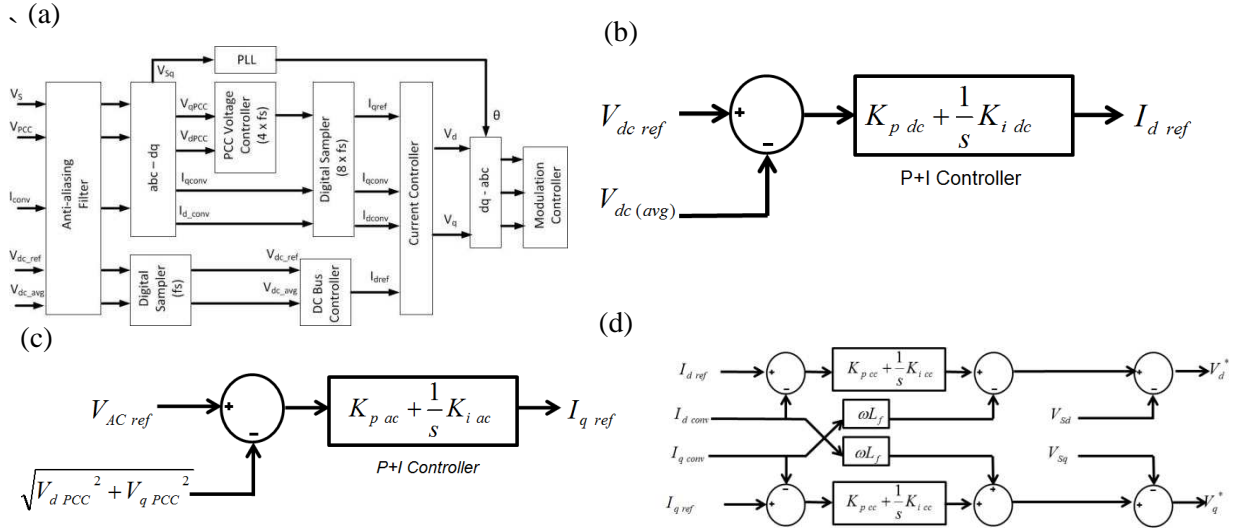 (a)
PLL
V_Sq
V_S
V_PCC
I_conv
V_dc_ref
V_dc_avg
Anti-aliasing
Filter
abc – dq
V_qPCC
V_dPCC
I_qconv
I_d_conv
PCC Voltage
Controller
(4 x fs)
Digital Sampler
(8 x fs)
I_qref
I_qconv
I_dconv
Digital
Sampler
(fs)
V_dc_ref
V_dc_avg
DC Bus
Controller
I_dref
Current Controller
θ
V_d
V_q
dq - abc
Modulation
Controller
(b)
V_dc ref
+
-
V_dc (avg)
K_p dc + 1/s K_i dc
I_d ref
P+I Controller
(c)
V_AC ref
+
-
√(V_d PCC² + V_q PCC²)
K_p ac + 1/s K_i ac
I_q ref
P+I Controller
(d)
I_d ref
+
-
K_p cc + 1/s K_i cc
+
-
+
-
V_d*
I_d conv
ωL_f
V_Sd
I_q conv
ωL_f
V_Sq
I_q ref
+
-
K_p cc + 1/s K_i cc
+
+
+
-
V_q*